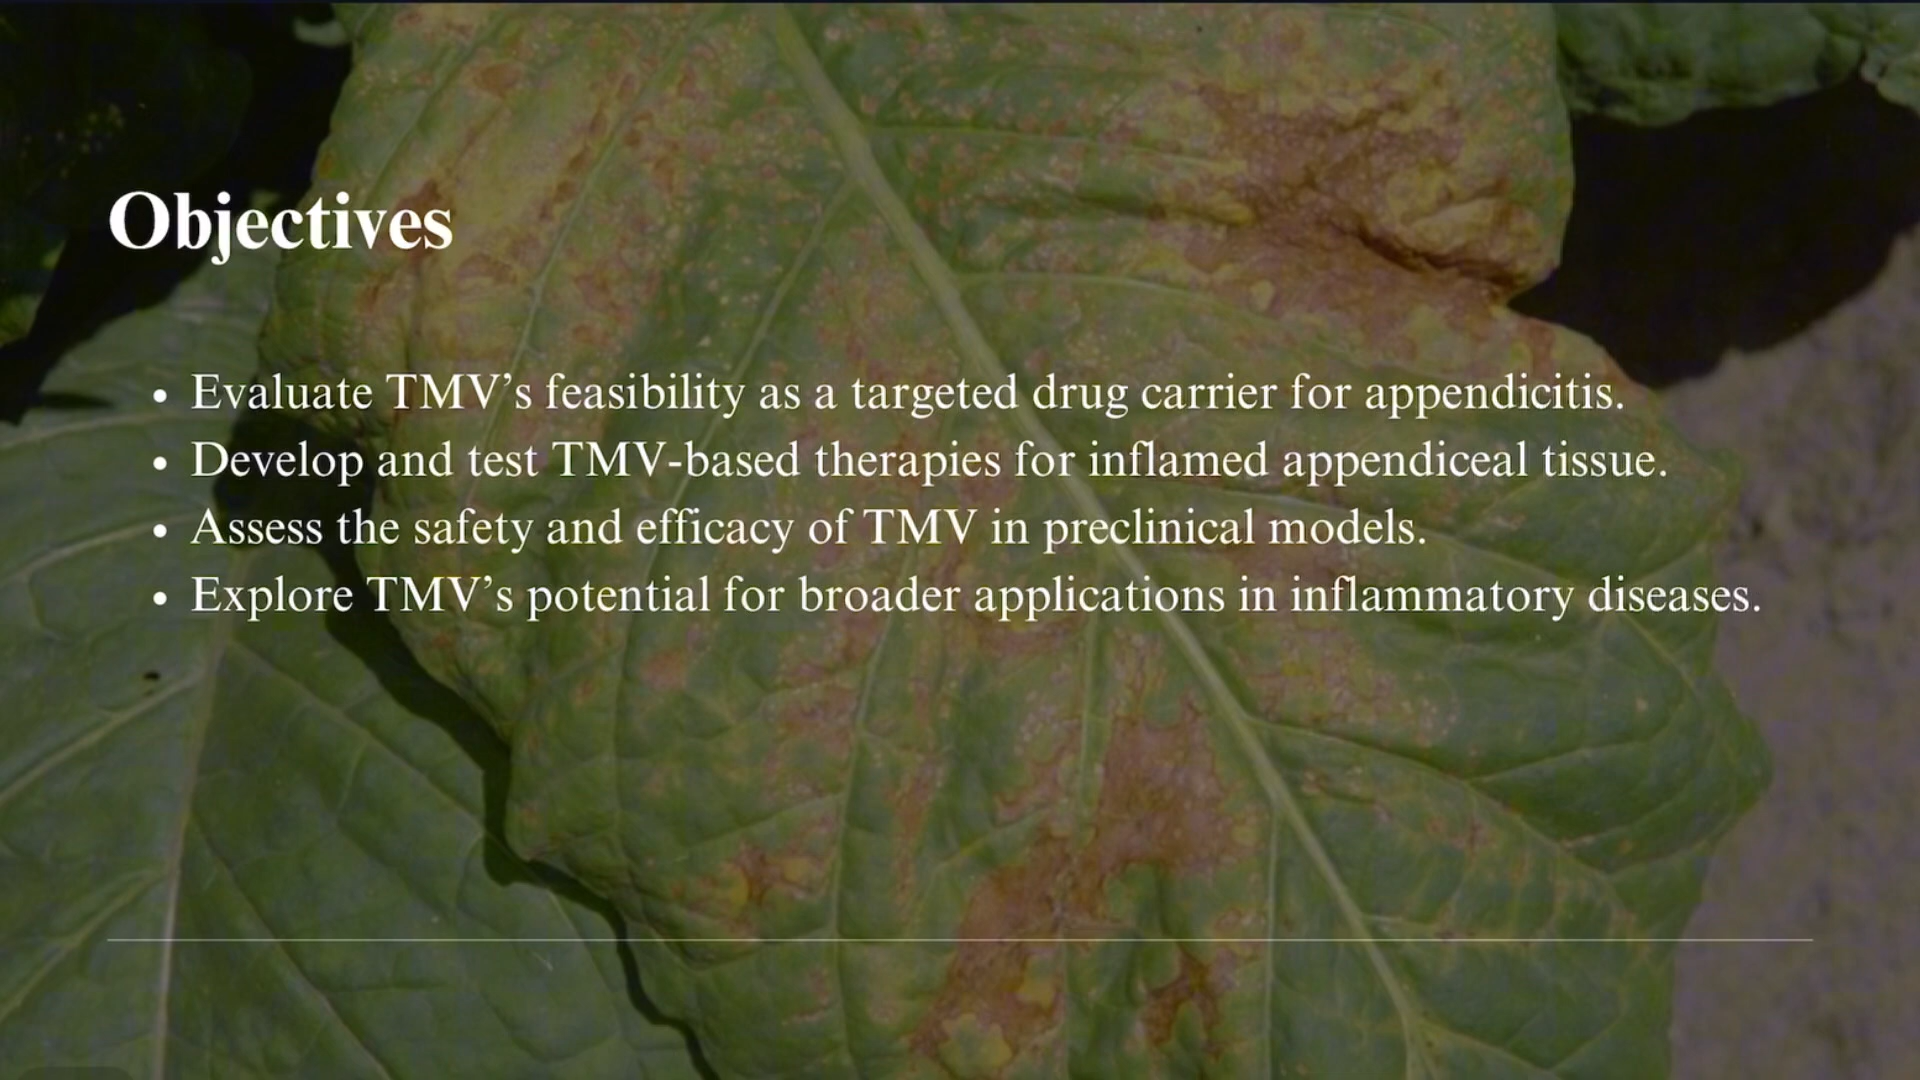 Objectives
• Evaluate TMV’s feasibility as a targeted drug carrier for appendicitis.
• Develop and test TMV-based therapies for inflamed appendiceal tissue.
• Assess the safety and efficacy of TMV in preclinical models.
• Explore TMV’s potential for broader applications in inflammatory diseases.